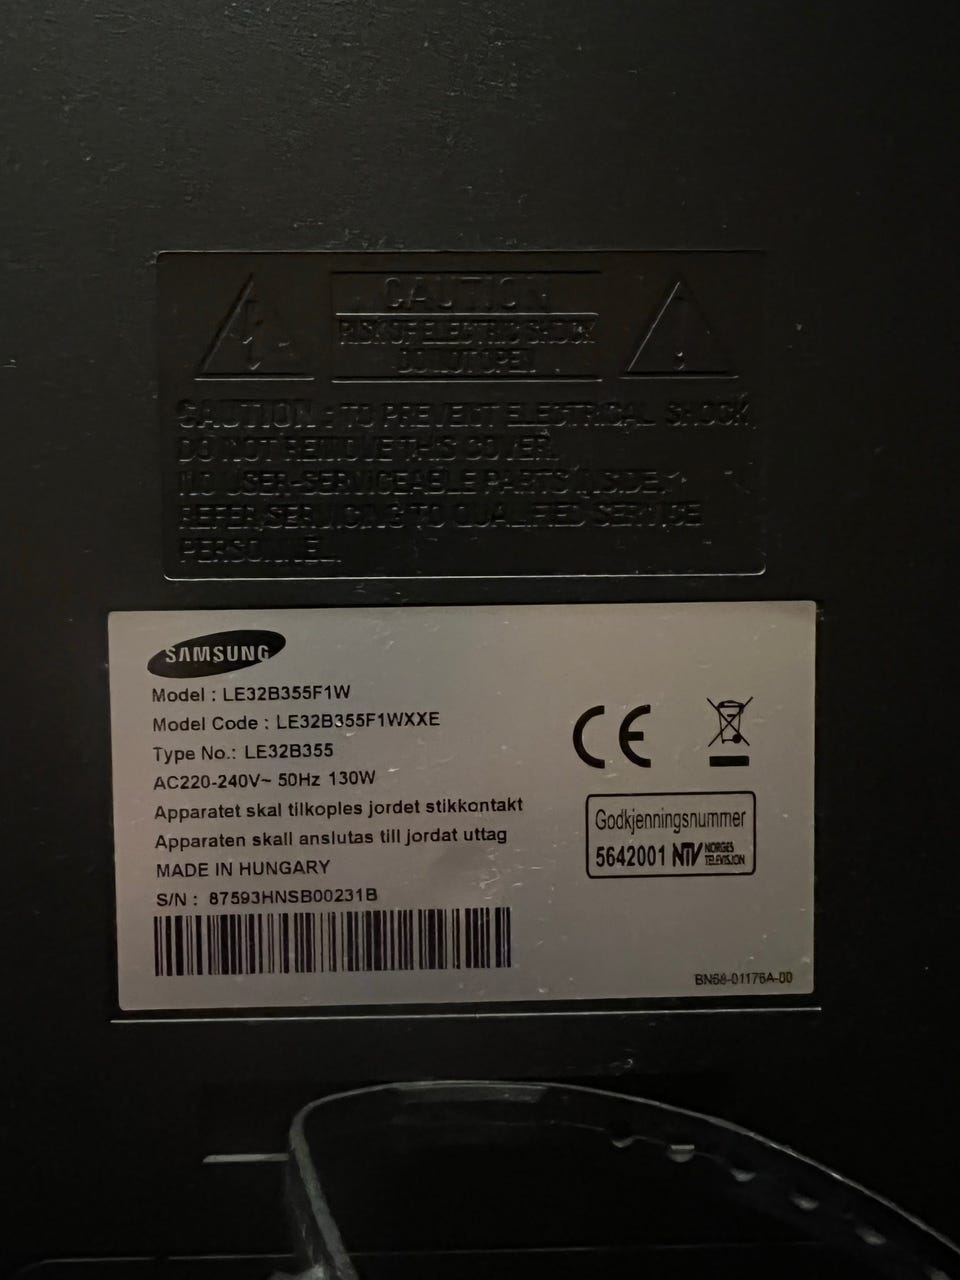 CAUTION
RISK OF ELECTRIC SHOCK
DO NOT OPEN
CAUTION : TO PREVENT ELECTRICAL SHOCK,
DO NOT REMOVE THIS COVER.
NO USER-SERVICEABLE PARTS INSIDE.
REFER SERVICING TO QUALIFIED SERVICE
PERSONNEL.
SAMSUNG
Model : LE32B355F1W
Model Code : LE32B355F1WXXE
Type No.: LE32B355
AC220-240V~ 50Hz 130W
Apparatet skal tilkoples jordet stikkontakt
Apparaten skall anslutas till jordat uttag
MADE IN HUNGARY
S/N : 87593HNSB00231B
CE
Godkjenningsnummer
5642001 NTV NORGES
TELEVISJON
BN68-01176A-00